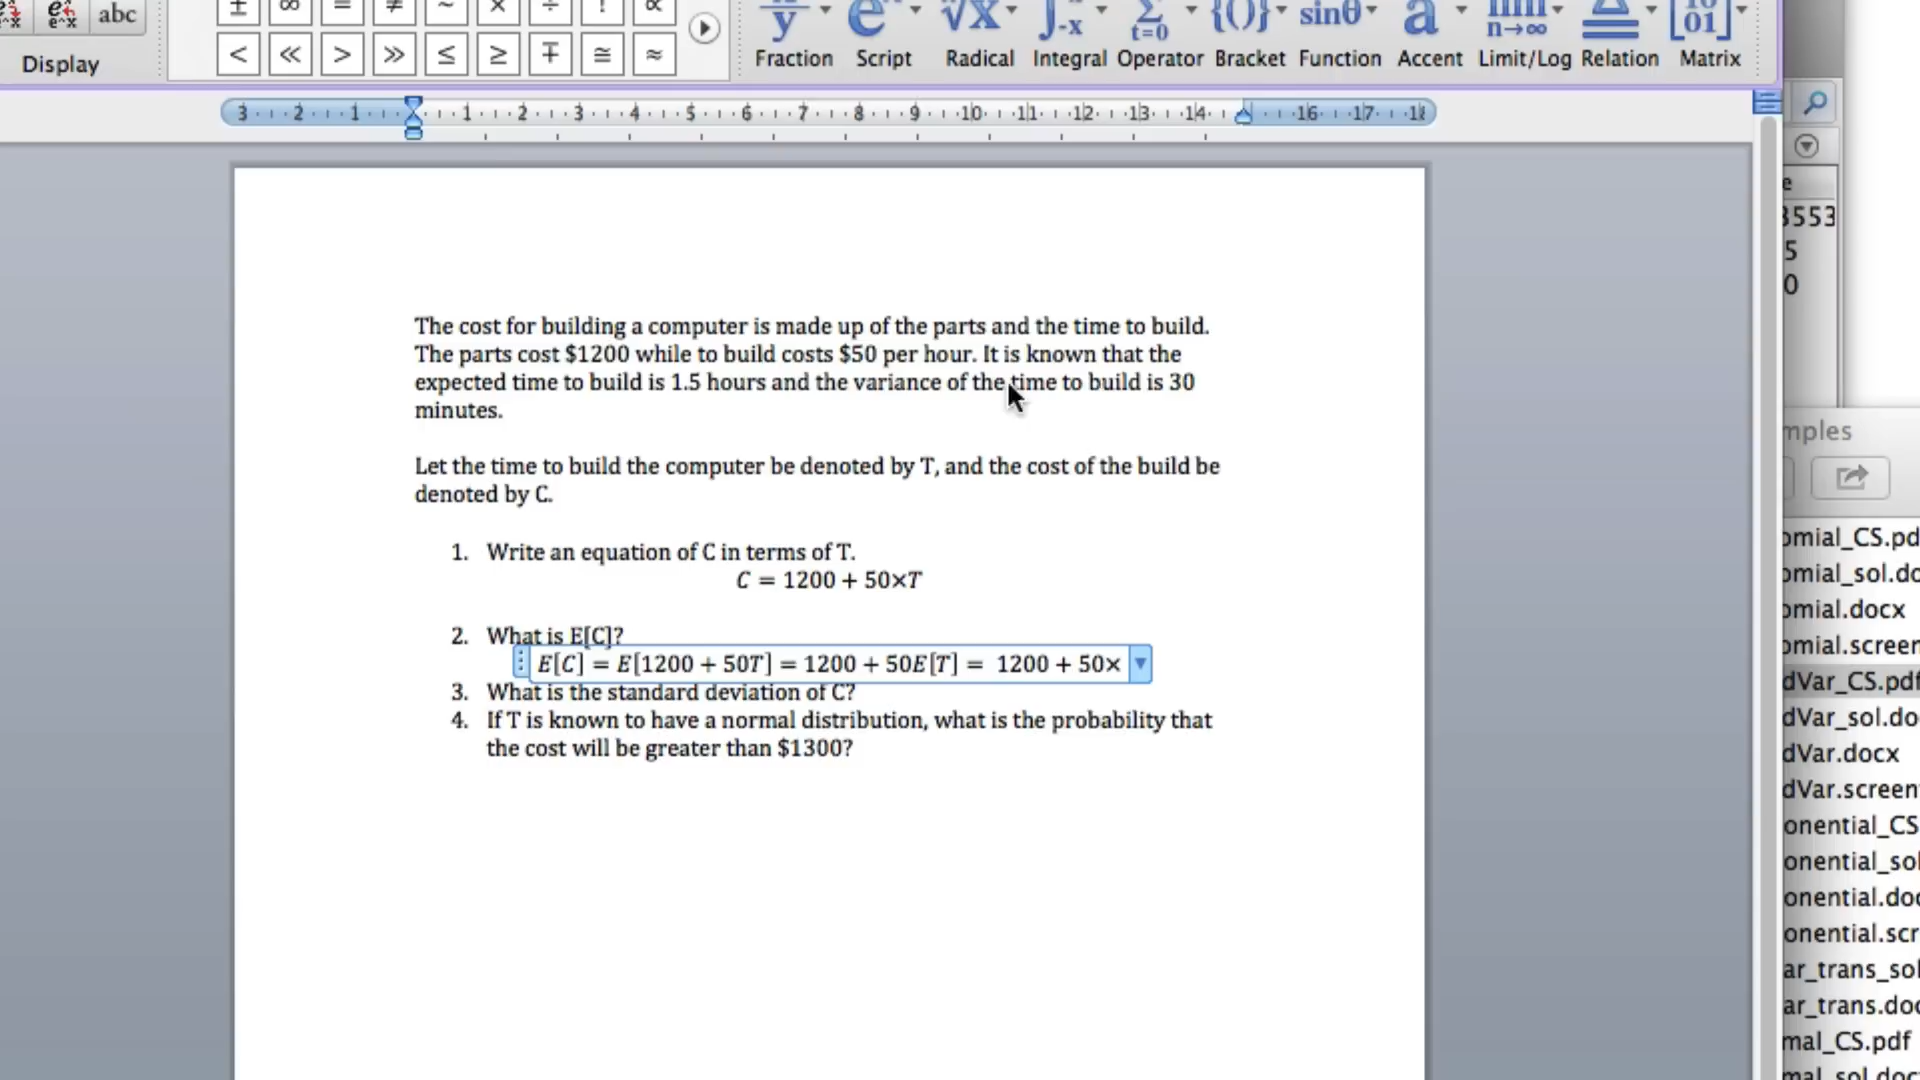 abc
± ∞ = ≠ ~ × ÷ ! ∝
Display
< ≪ > ≫ ≤ ≥ ∓ ≅ ≈
Fraction Script Radical Integral Operator Bracket Function Accent Limit/Log Relation Matrix
3 2 1 1 2 3 4 5 6 7 8 9 10 11 12 13 14 16 17 18
The cost for building a computer is made up of the parts and the time to build.
The parts cost $1200 while to build costs $50 per hour. It is known that the
expected time to build is 1.5 hours and the variance of the time to build is 30
minutes.
Let the time to build the computer be denoted by T, and the cost of the build be
denoted by C.
1. Write an equation of C in terms of T.
C = 1200 + 50×T
2. What is E[C]?
E[C] = E[1200 + 50T] = 1200 + 50E[T] = 1200 + 50×
3. What is the standard deviation of C?
4. If T is known to have a normal distribution, what is the probability that
the cost will be greater than $1300?
e
3553
5
0
mples
omial_CS.pd
omial_sol.do
omial.docx
omial.screen
dVar_CS.pdf
dVar_sol.do
dVar.docx
dVar.screen
onential_CS
onential_sol
onential.doc
onential.scr
ar_trans_sol
ar_trans.doc
mal_CS.pdf
mal_sol.doc